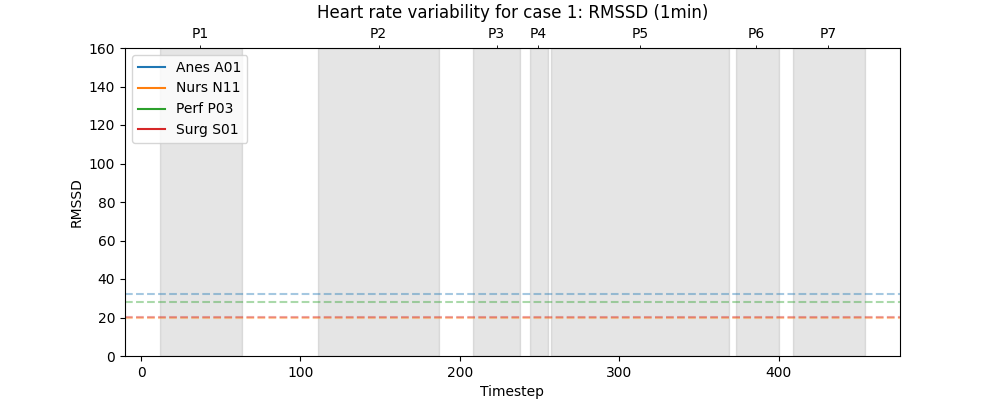 Heart rate variability for case 1: RMSSD (1min)
P1 P2 P3 P4 P5 P6 P7
Anes A01
Nurs N11
Perf P03
Surg S01
160
140
120
100
80
60
40
20
0
RMSSD
0 100 200 300 400
Timestep